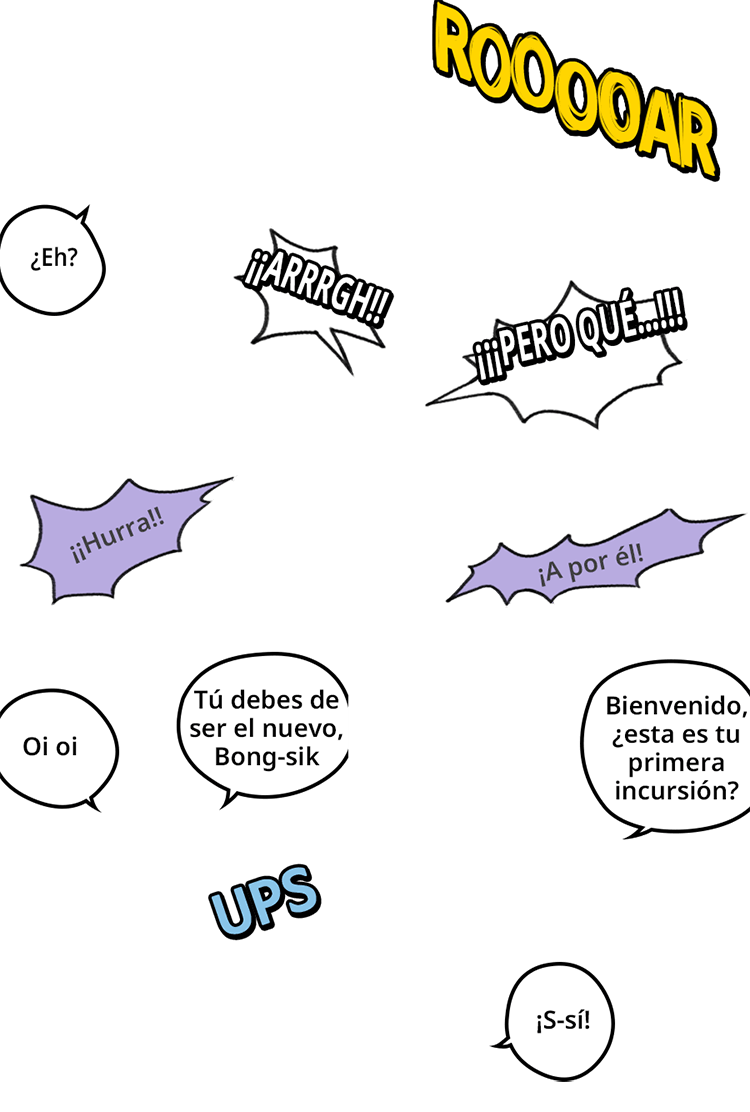 ROOOOAR
¿Eh?
¡¡ARRRGH!!
¡¡¡PERO QUÉ...!!!
¡¡Hurra!!
¡A por él!
Tú debes de
ser el nuevo,
Bong-sik
Oi oi
Bienvenido,
¿esta es tu
primera
incursión?
UPS
¡S-sí!